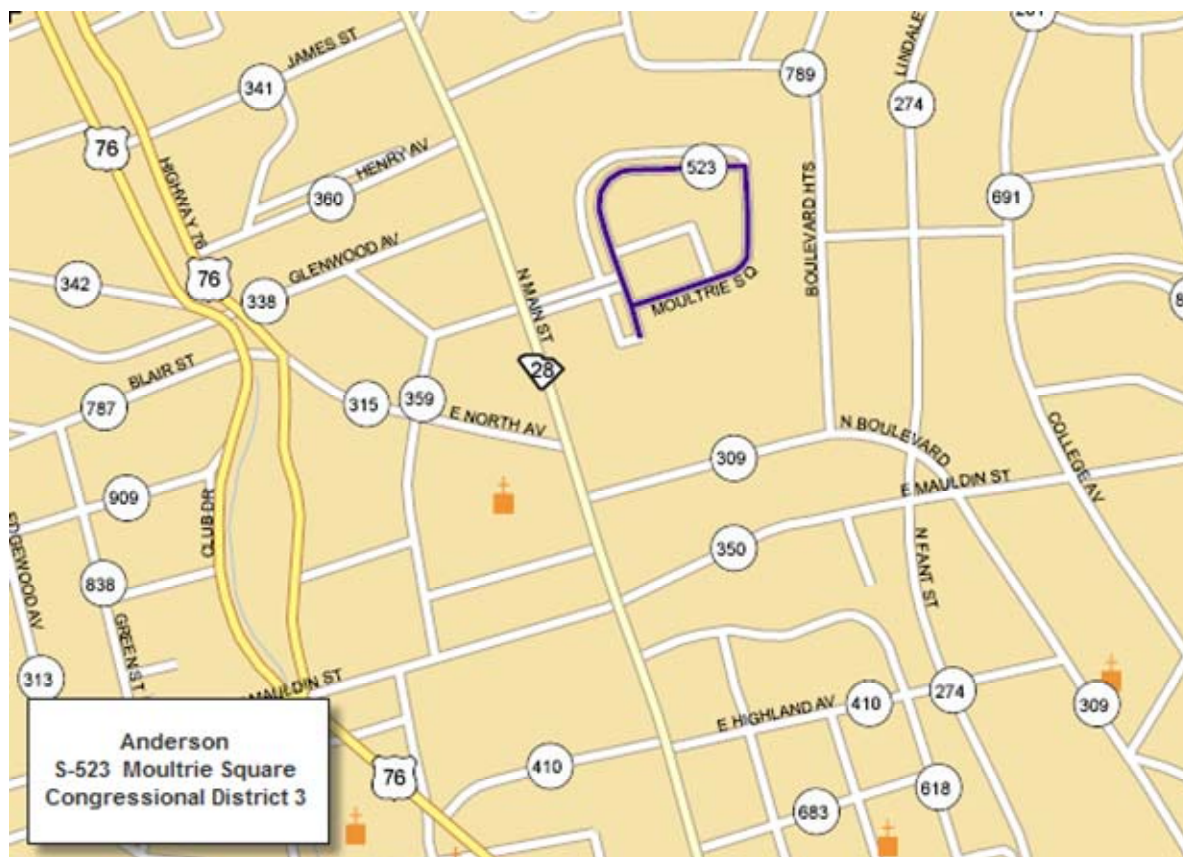 JAMES ST
789
LINDALE
341
274
76
HIGHWAY 76
HENRY AV
523
360
BOULEVARD HTS
691
GLENWOOD AV
76
342
338
N MAIN ST
MOULTRIE SQ
BLAIR ST
28
787
315
359
E NORTH AV
N BOULEVARD
COLLEGE AV
309
E MAULDIN ST
909
CLUB DR
350
EDGEWOOD AV
N FANT ST
838
GREEN ST
313
MAULDIN ST
274
410
309
E HIGHLAND AV
Anderson
S-523 Moultrie Square
Congressional District 3
76
410
618
683